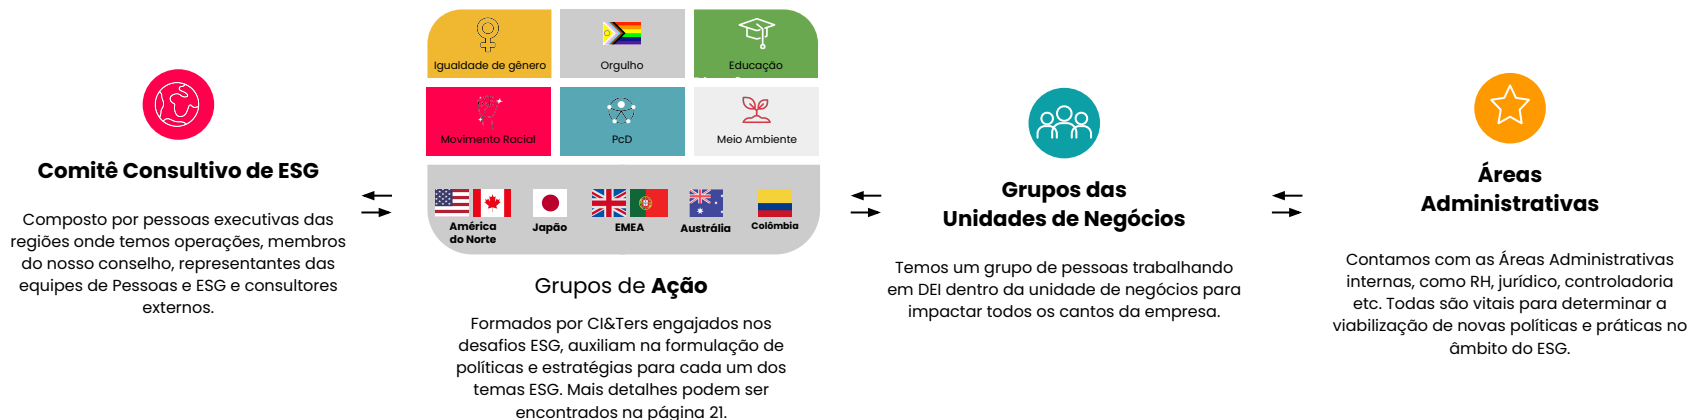 Comitê Consultivo de ESG
Composto por pessoas executivas das
regiões onde temos operações, membros
do nosso conselho, representantes das
equipes de Pessoas e ESG e consultores
externos.
Igualdade de gênero
Orgulho
Educação
Movimento Racial
PcD
Meio Ambiente
América
do Norte
Japão
EMEA
Austrália
Colômbia
Grupos de Ação
Formados por CI&Ters engajados nos
desafios ESG, auxiliam na formulação de
políticas e estratégias para cada um dos
temas ESG. Mais detalhes podem ser
encontrados na página 21.
Grupos das
Unidades de Negócios
Temos um grupo de pessoas trabalhando
em DEI dentro da unidade de negócios para
impactar todos os cantos da empresa.
Áreas
Administrativas
Contamos com as Áreas Administrativas
internas, como RH, jurídico, controladoria
etc. Todas são vitais para determinar a
viabilização de novas políticas e práticas no
âmbito do ESG.